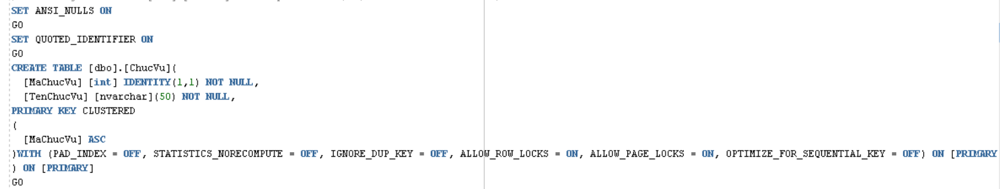 SET ANSI_NULLS ON
GO
SET QUOTED_IDENTIFIER ON
GO
CREATE TABLE [dbo].[ChucVu](
  [MaChucVu] [int] IDENTITY(1,1) NOT NULL,
  [TenChucVu] [nvarchar](50) NOT NULL,
PRIMARY KEY CLUSTERED
(
  [MaChucVu] ASC
)WITH (PAD_INDEX = OFF, STATISTICS_NORECOMPUTE = OFF, IGNORE_DUP_KEY = OFF, ALLOW_ROW_LOCKS = ON, ALLOW_PAGE_LOCKS = ON, OPTIMIZE_FOR_SEQUENTIAL_KEY = OFF) ON [PRIMARY
) ON [PRIMARY]
GO